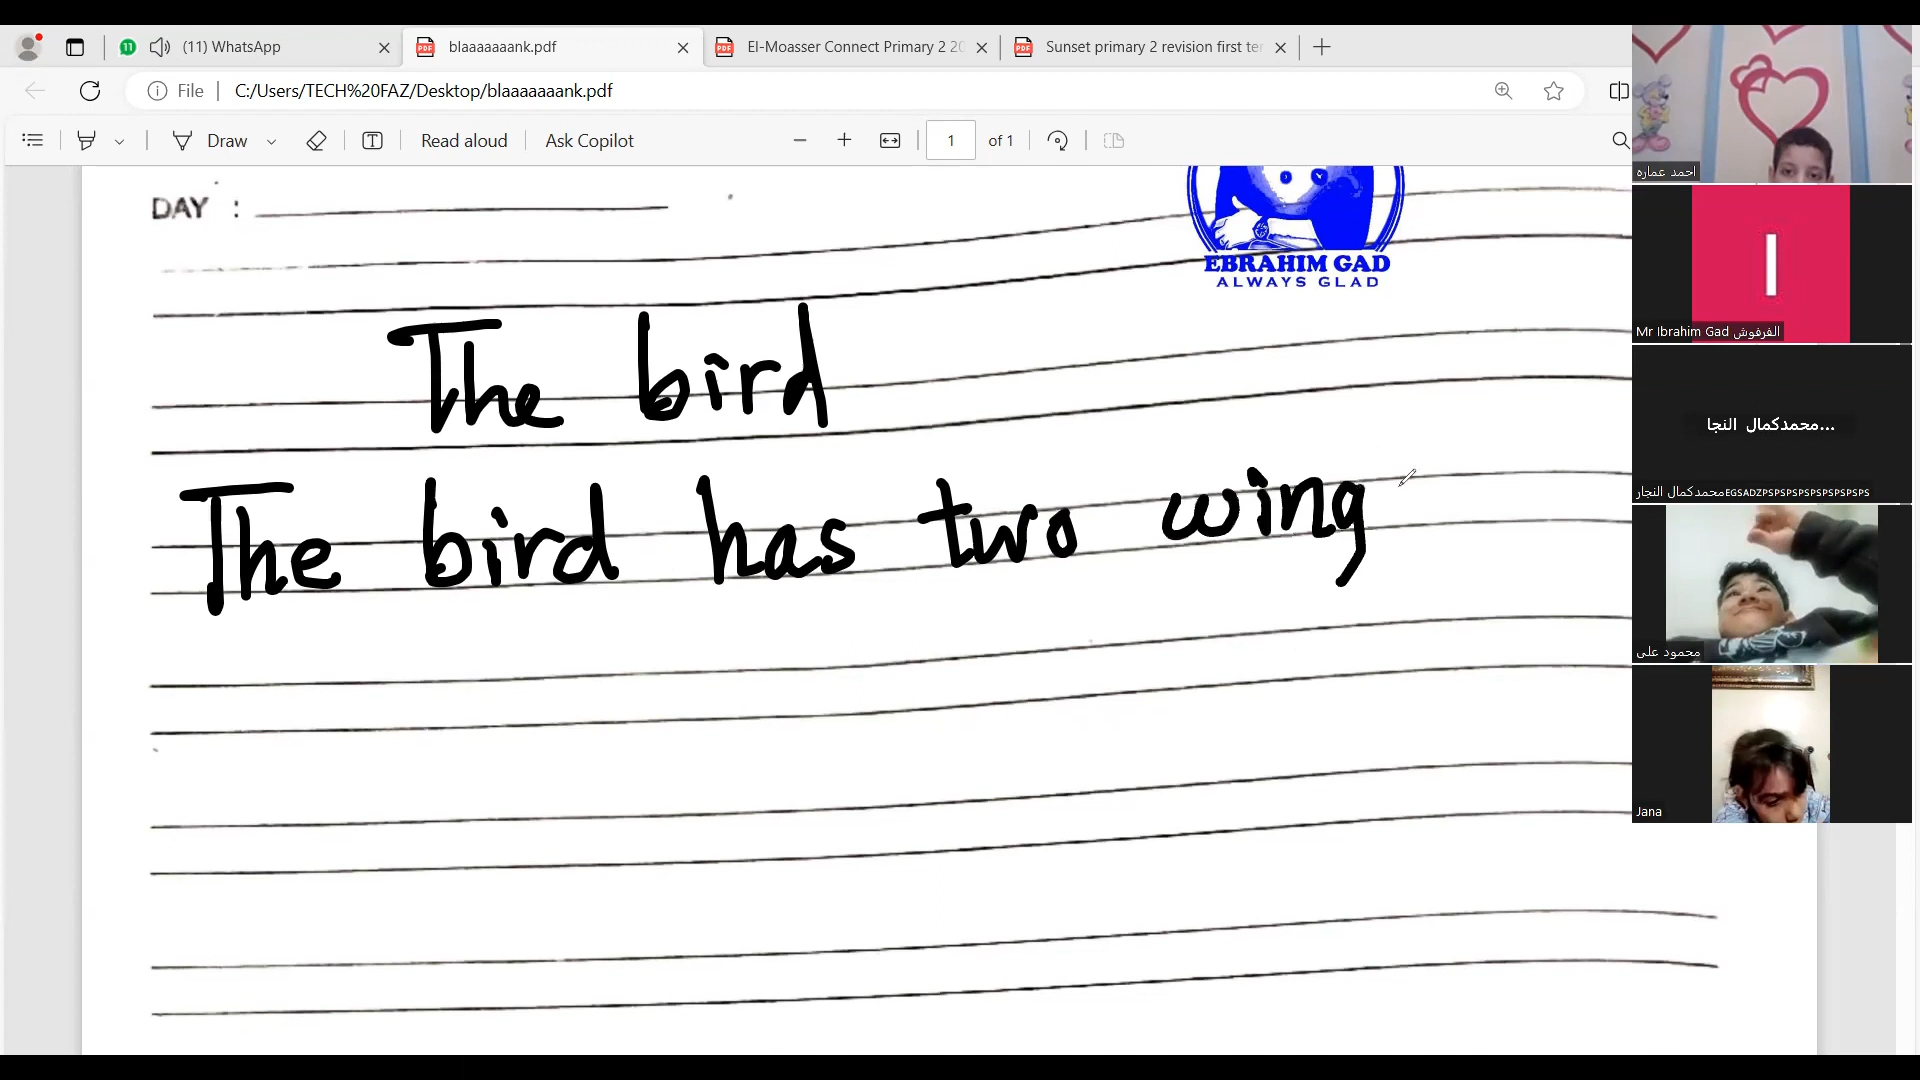 (11) WhatsApp
blaaaaaaank.pdf
El-Moasser Connect Primary 2 20
Sunset primary 2 revision first ter
File
C:/Users/TECH%20FAZ/Desktop/blaaaaaaank.pdf
Draw
Read aloud
Ask Copilot
1
of 1
DAY :
EBRAHIM GAD
ALWAYS GLAD
The bird
The bird has two wing
احمد عماره
I
Mr Ibrahim Gad الفرفوش
محمدكمال النجا...
محمدكمال النجارEGSADZPSPSPSPSPSPSPSPSPS
محمود على
Jana